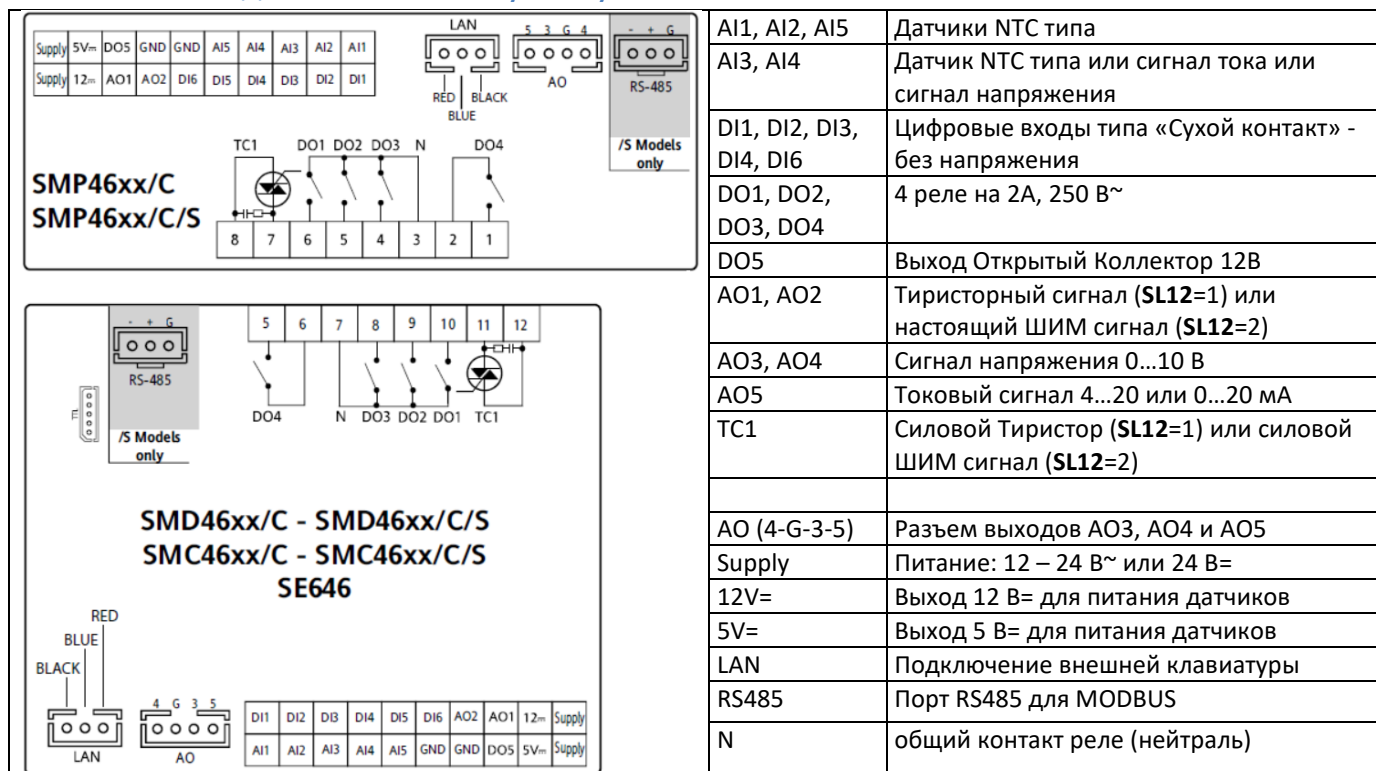 LAN
5 3 G 4
- + G
Supply 5V⎓ DO5 GND GND AI5 AI4 AI3 AI2 AI1
Supply 12⎓ AO1 AO2 DI6 DI5 DI4 DI3 DI2 DI1
RED BLACK
BLUE
AO
RS-485
/S Models
only
TC1 DO1 DO2 DO3 N DO4
SMP46xx/C
SMP46xx/C/S
8 7 6 5 4 3 2 1
- + G
RS-485
TTL
/S Models
only
5 6 7 8 9 10 11 12
DO4 N DO3 DO2 DO1 TC1
SMD46xx/C - SMD46xx/C/S
SMC46xx/C - SMC46xx/C/S
SE646
RED
BLUE
BLACK
4 G 3 5
LAN
AO
DI1 DI2 DI3 DI4 DI5 DI6 AO2 AO1 12⎓ Supply
AI1 AI2 AI3 AI4 AI5 GND GND DO5 5V⎓ Supply
AI1, AI2, AI5 Датчики NTC типа
AI3, AI4 Датчик NTC типа или сигнал тока или
сигнал напряжения
DI1, DI2, DI3, Цифровые входы типа «Сухой контакт» -
DI4, DI6 без напряжения
DO1, DO2, 4 реле на 2А, 250 В~
DO3, DO4
DO5 Выход Открытый Коллектор 12В
AO1, AO2 Тиристорный сигнал (SL12=1) или
настоящий ШИМ сигнал (SL12=2)
AO3, AO4 Сигнал напряжения 0…10 В
AO5 Токовый сигнал 4…20 или 0…20 мА
TC1 Силовой Тиристор (SL12=1) или силовой
ШИМ сигнал (SL12=2)
AO (4-G-3-5) Разъем выходов АО3, АО4 и АО5
Supply Питание: 12 – 24 В~ или 24 В=
12V= Выход 12 В= для питания датчиков
5V= Выход 5 В= для питания датчиков
LAN Подключение внешней клавиатуры
RS485 Порт RS485 для MODBUS
N общий контакт реле (нейтраль)